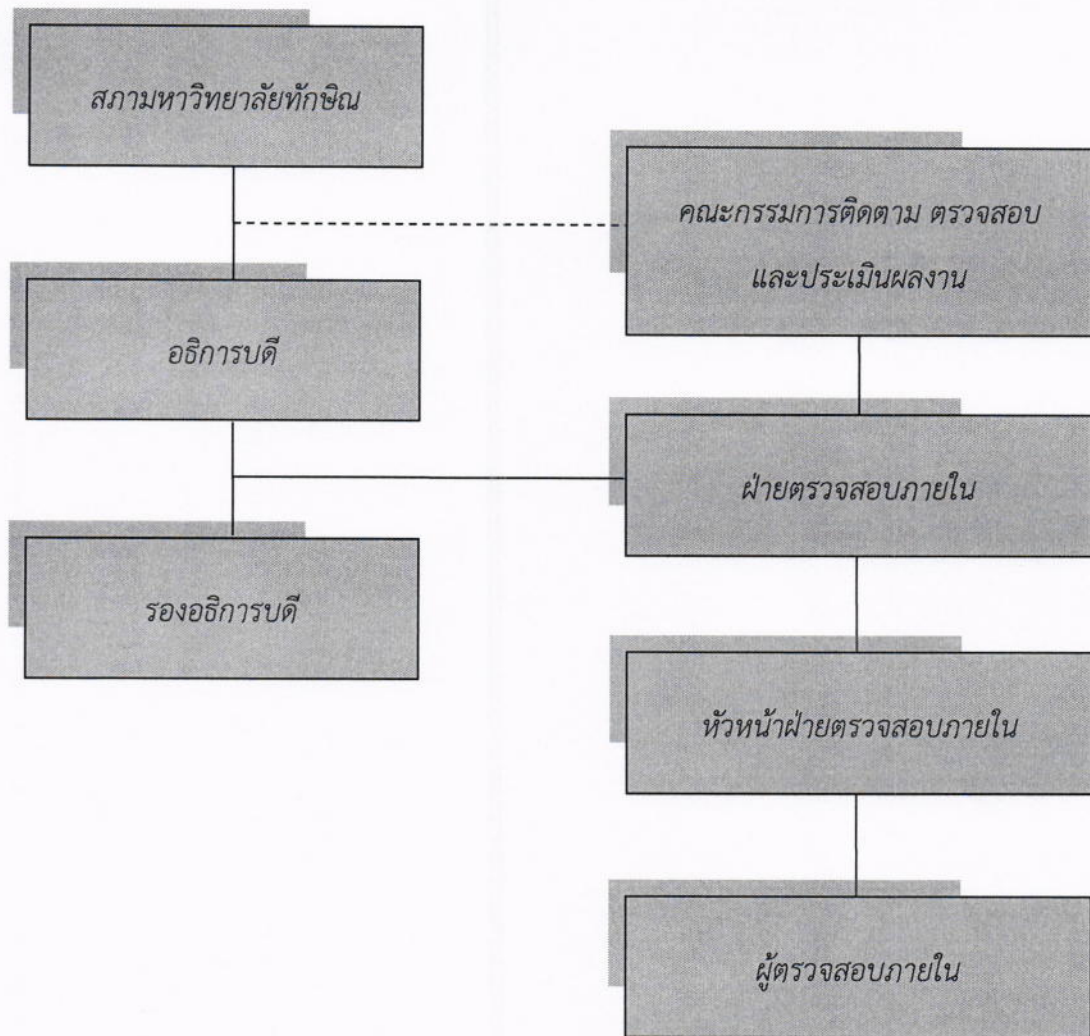 สภามหาวิทยาลัยทักษิณ
คณะกรรมการติดตาม ตรวจสอบ
และประเมินผลงาน
อธิการบดี
ฝ่ายตรวจสอบภายใน
รองอธิการบดี
หัวหน้าฝ่ายตรวจสอบภายใน
ผู้ตรวจสอบภายใน